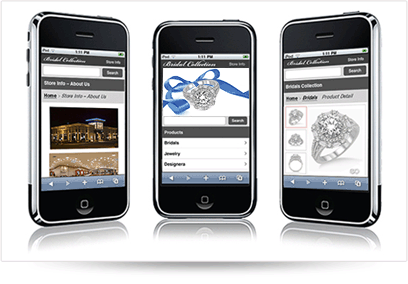 iPod 1:11 PM
Bridal Collection Store Info
Search
Store Info – About Us
Home › Store Info – About Us
iPod 1:11 PM
Bridal Collection Store Info
Search
Products
Bridals
Jewelry
Designers
iPod 1:11 PM
Bridal Collection Store Info
Search
Bridals Collection
Home › Bridals › Product Detail